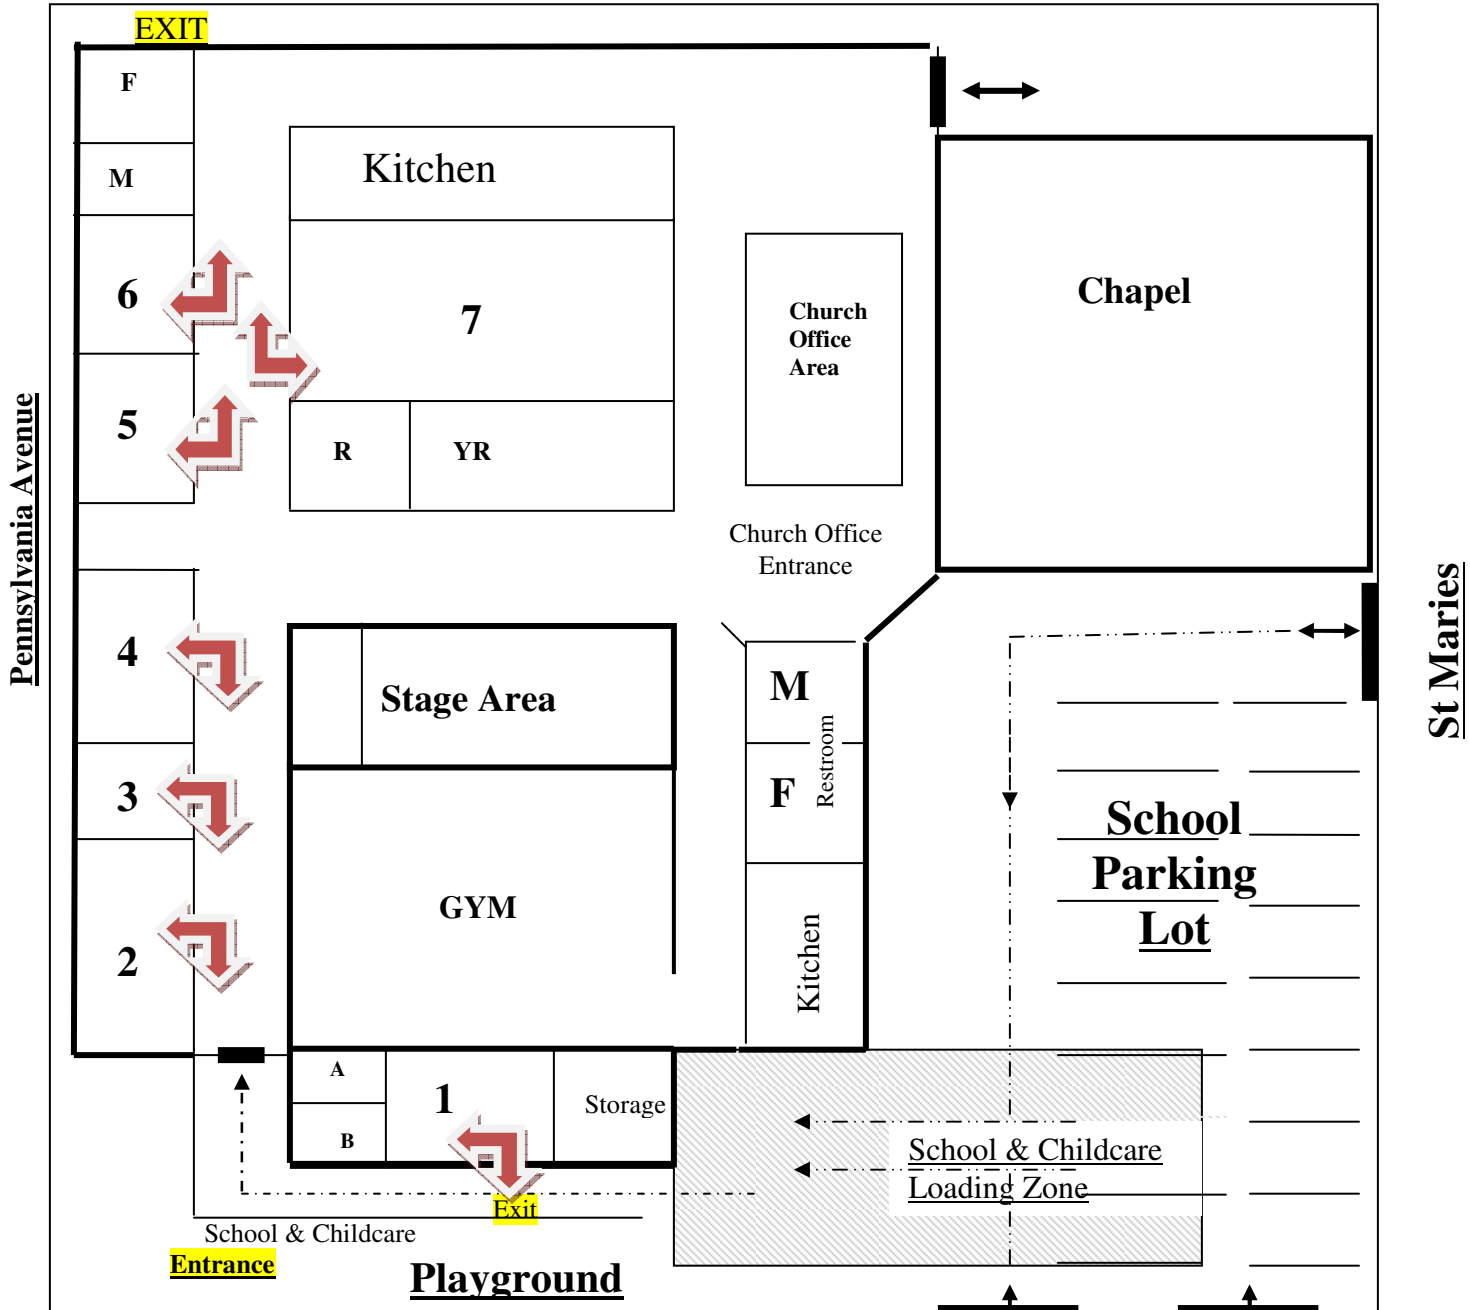 EXIT
F
M
Kitchen
6
7
Church
Office
Area
Chapel
5
R
YR
Pennsylvania Avenue
Church Office
Entrance
4
Stage Area
M
F
Restroom
St Maries
3
School
Parking
Lot
GYM
2
Kitchen
A
B
1
Storage
School & Childcare
Loading Zone
Exit
School & Childcare
Entrance
Playground